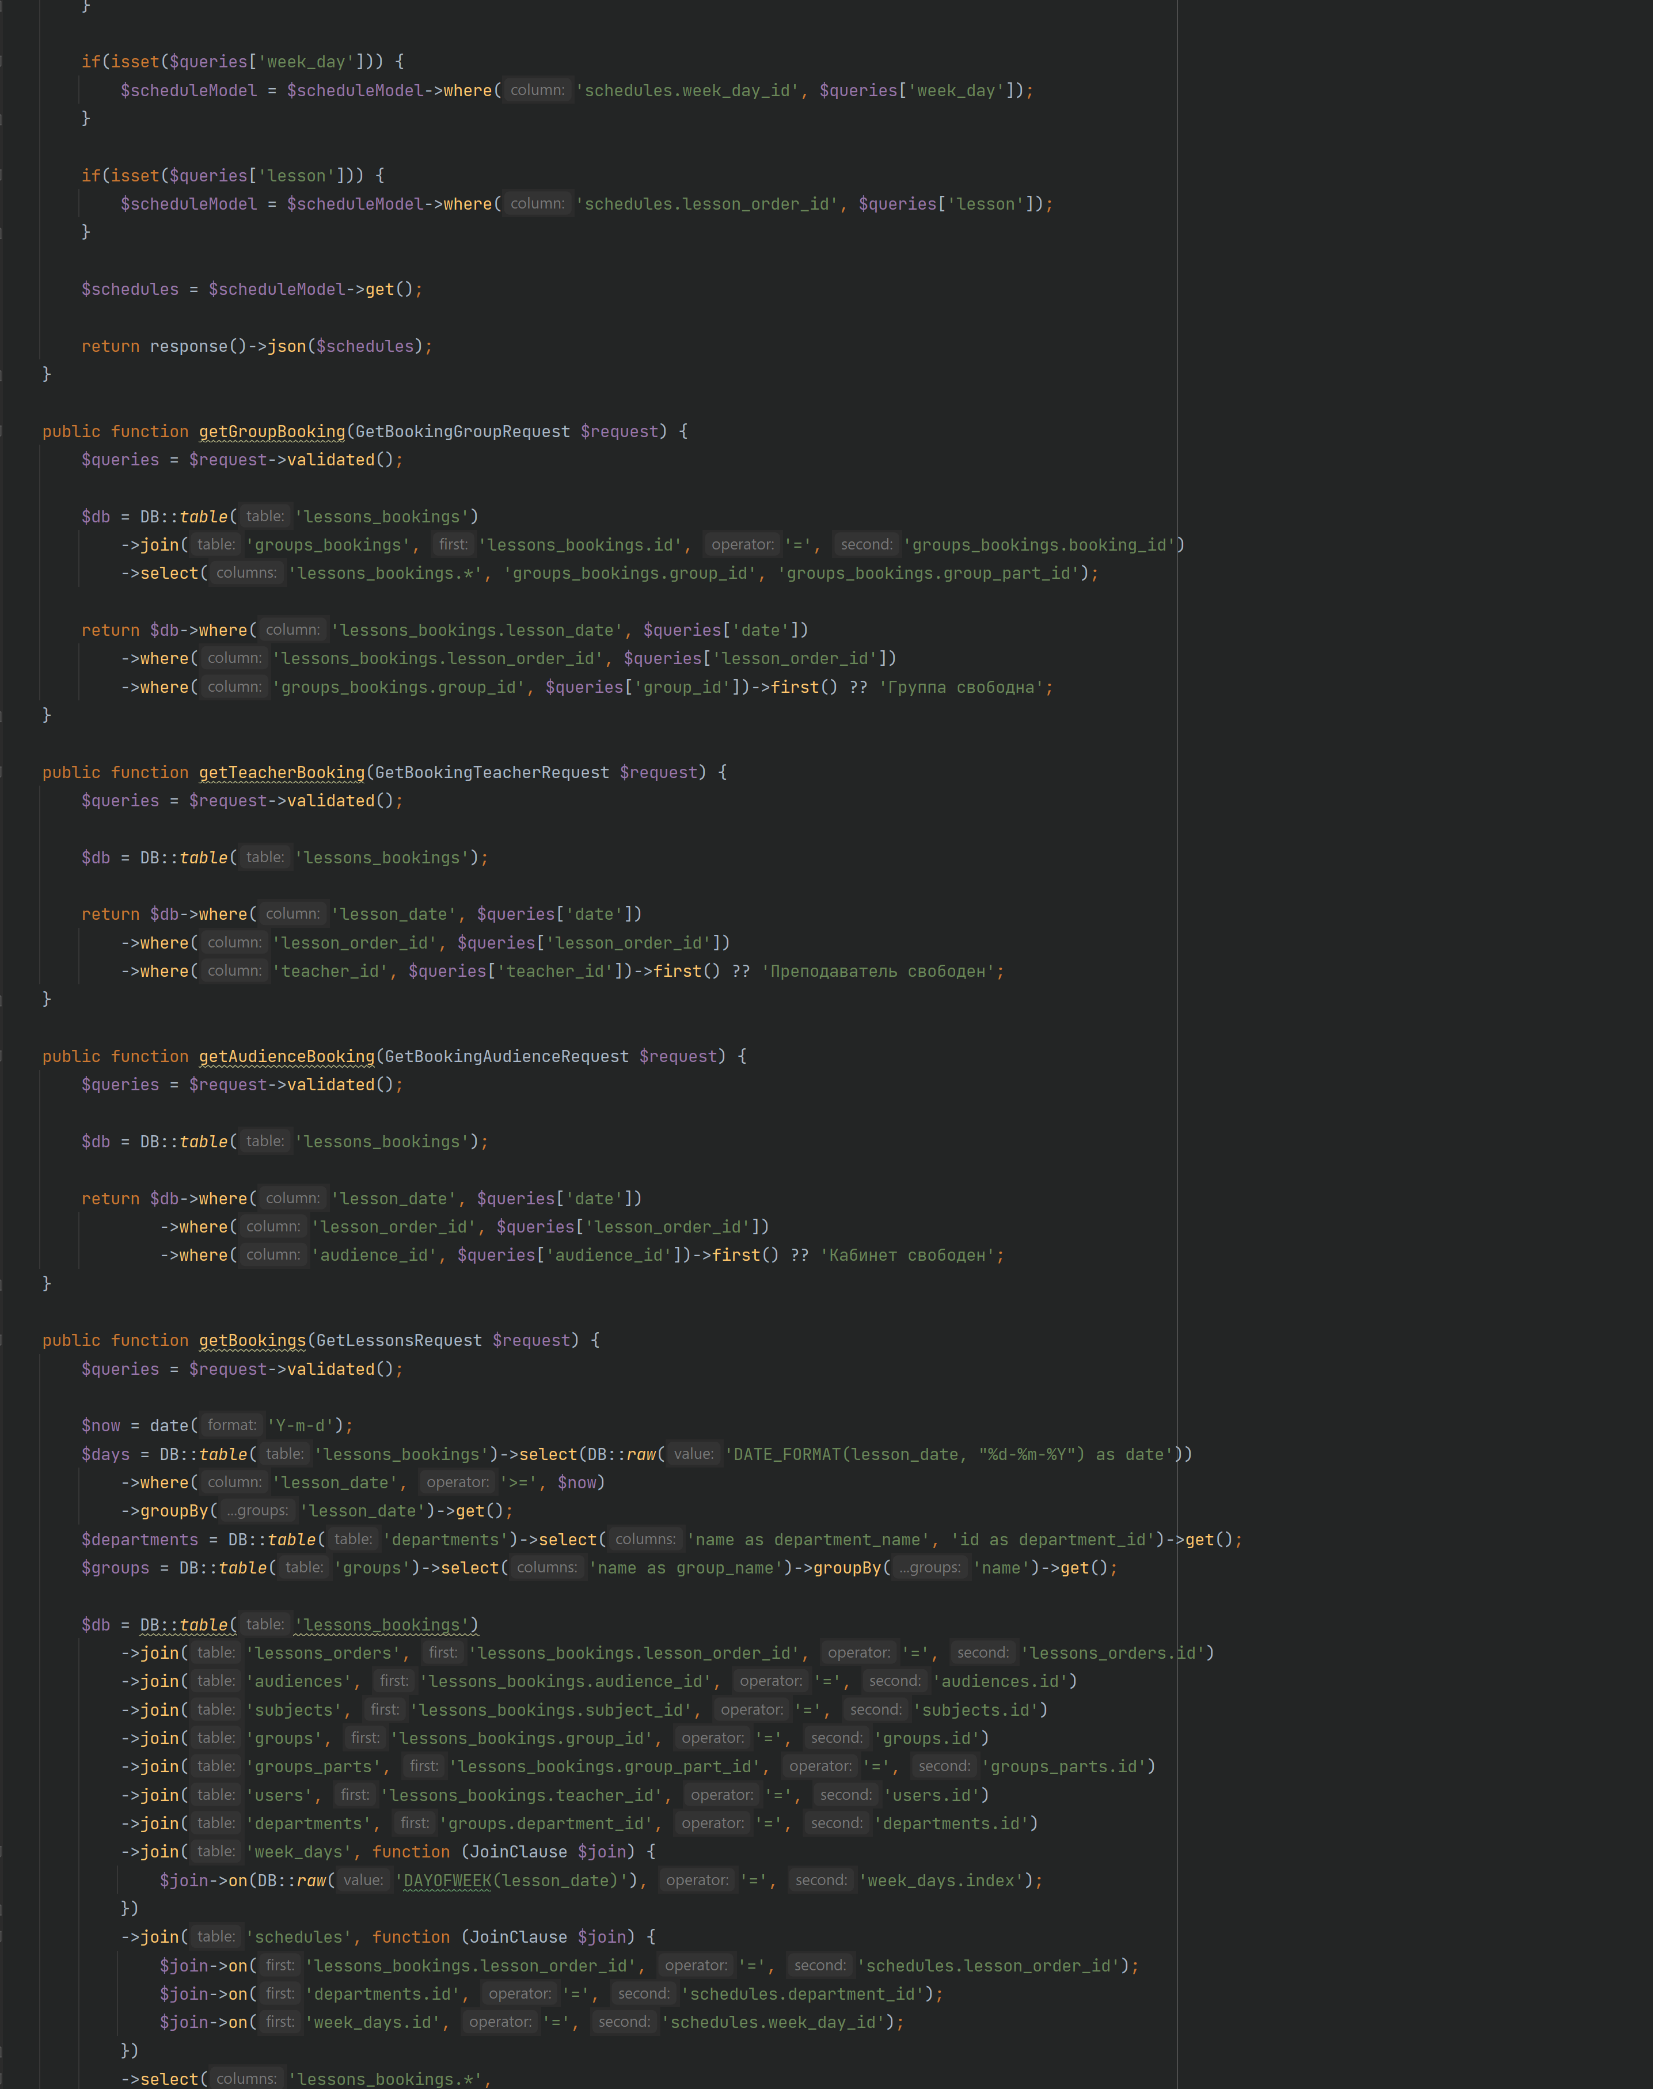 }
if(isset($queries['week_day'])) {
$scheduleModel = $scheduleModel->where( column: 'schedules.week_day_id', $queries['week_day']);
}
if(isset($queries['lesson'])) {
$scheduleModel = $scheduleModel->where( column: 'schedules.lesson_order_id', $queries['lesson']);
}
$schedules = $scheduleModel->get();
return response()->json($schedules);
}
public function getGroupBooking(GetBookingGroupRequest $request) {
$queries = $request->validated();
$db = DB::table( table: 'lessons_bookings')
->join( table: 'groups_bookings', first: 'lessons_bookings.id', operator: '=', second: 'groups_bookings.booking_id')
->select( columns: 'lessons_bookings.*', 'groups_bookings.group_id', 'groups_bookings.group_part_id');
return $db->where( column: 'lessons_bookings.lesson_date', $queries['date'])
->where( column: 'lessons_bookings.lesson_order_id', $queries['lesson_order_id'])
->where( column: 'groups_bookings.group_id', $queries['group_id'])->first() ?? 'Группа свободна';
}
public function getTeacherBooking(GetBookingTeacherRequest $request) {
$queries = $request->validated();
$db = DB::table( table: 'lessons_bookings');
return $db->where( column: 'lesson_date', $queries['date'])
->where( column: 'lesson_order_id', $queries['lesson_order_id'])
->where( column: 'teacher_id', $queries['teacher_id'])->first() ?? 'Преподаватель свободен';
}
public function getAudienceBooking(GetBookingAudienceRequest $request) {
$queries = $request->validated();
$db = DB::table( table: 'lessons_bookings');
return $db->where( column: 'lesson_date', $queries['date'])
->where( column: 'lesson_order_id', $queries['lesson_order_id'])
->where( column: 'audience_id', $queries['audience_id'])->first() ?? 'Кабинет свободен';
}
public function getBookings(GetLessonsRequest $request) {
$queries = $request->validated();
$now = date( format: 'Y-m-d');
$days = DB::table( table: 'lessons_bookings')->select(DB::raw( value: 'DATE_FORMAT(lesson_date, "%d-%m-%Y") as date'))
->where( column: 'lesson_date', operator: '>=', $now)
->groupBy( ...groups: 'lesson_date')->get();
$departments = DB::table( table: 'departments')->select( columns: 'name as department_name', 'id as department_id')->get();
$groups = DB::table( table: 'groups')->select( columns: 'name as group_name')->groupBy( ...groups: 'name')->get();
$db = DB::table( table: 'lessons_bookings')
->join( table: 'lessons_orders', first: 'lessons_bookings.lesson_order_id', operator: '=', second: 'lessons_orders.id')
->join( table: 'audiences', first: 'lessons_bookings.audience_id', operator: '=', second: 'audiences.id')
->join( table: 'subjects', first: 'lessons_bookings.subject_id', operator: '=', second: 'subjects.id')
->join( table: 'groups', first: 'lessons_bookings.group_id', operator: '=', second: 'groups.id')
->join( table: 'groups_parts', first: 'lessons_bookings.group_part_id', operator: '=', second: 'groups_parts.id')
->join( table: 'users', first: 'lessons_bookings.teacher_id', operator: '=', second: 'users.id')
->join( table: 'departments', first: 'groups.department_id', operator: '=', second: 'departments.id')
->join( table: 'week_days', function (JoinClause $join) {
$join->on(DB::raw( value: 'DAYOFWEEK(lesson_date)'), operator: '=', second: 'week_days.index');
})
->join( table: 'schedules', function (JoinClause $join) {
$join->on( first: 'lessons_bookings.lesson_order_id', operator: '=', second: 'schedules.lesson_order_id');
$join->on( first: 'departments.id', operator: '=', second: 'schedules.department_id');
$join->on( first: 'week_days.id', operator: '=', second: 'schedules.week_day_id');
})
->select( columns: 'lessons_bookings.*',